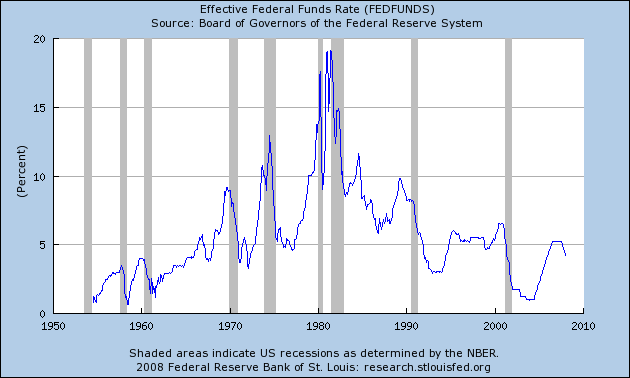 Effective Federal Funds Rate (FEDFUNDS)
Source: Board of Governors of the Federal Reserve System
20
15
10
5
0
(Percent)
1950 1960 1970 1980 1990 2000 2010
Shaded areas indicate US recessions as determined by the NBER.
2008 Federal Reserve Bank of St. Louis: research.stlouisfed.org